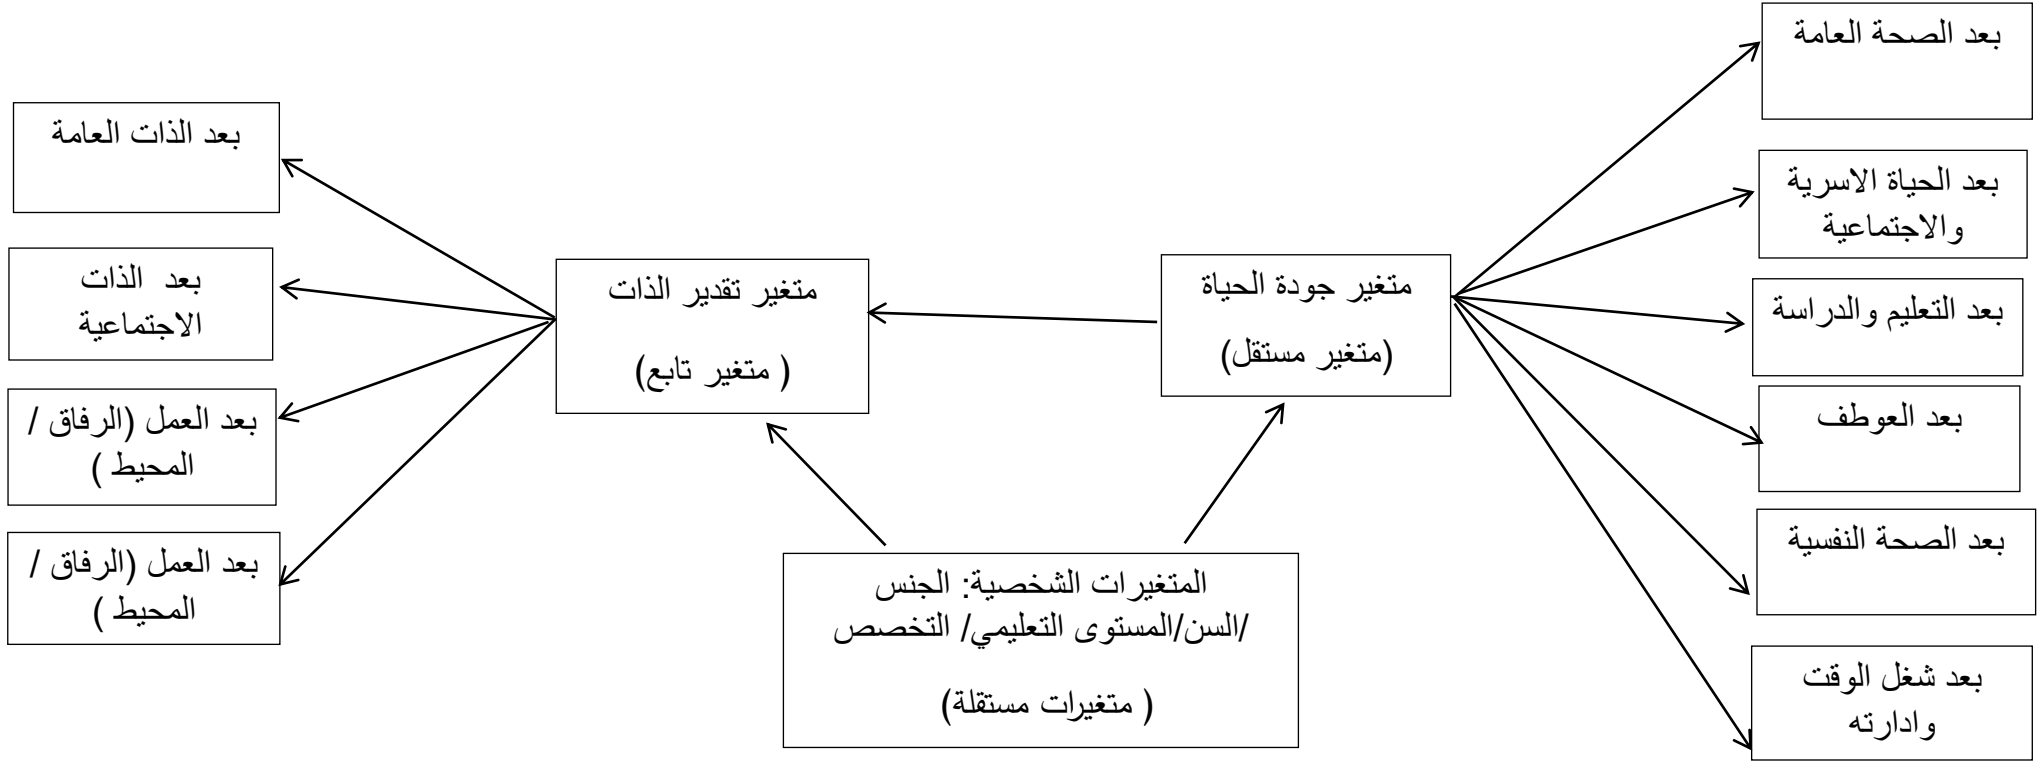 بعد الصحة العامة
بعد الحياة الاسرية
والاجتماعية
بعد التعليم والدراسة
بعد العوطف
بعد الصحة النفسية
بعد شغل الوقت
وادارته
متغير جودة الحياة
(متغير مستقل)
متغير تقدير الذات
( متغير تابع)
المتغيرات الشخصية: الجنس
/السن/المستوى التعليمي/ التخصص
( متغيرات مستقلة)
بعد الذات العامة
بعد الذات
الاجتماعية
بعد العمل (الرفاق /
المحيط )
بعد العمل (الرفاق /
المحيط )